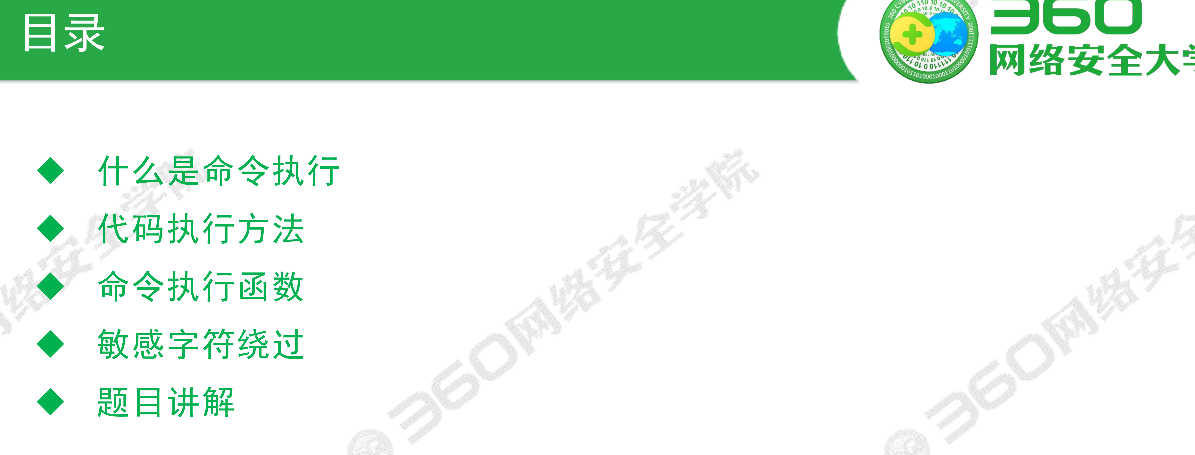 目录
360
网络安全大学
什么是命令执行
代码执行方法
命令执行函数
敏感字符绕过
题目讲解
360网络安全学院
360网络安全学院
360网络安全